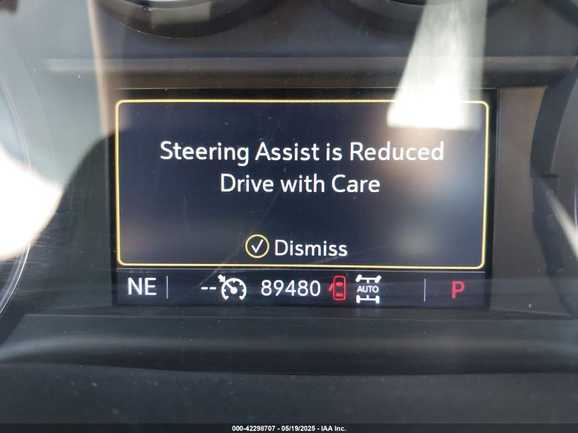 Steering Assist is Reduced
Drive with Care
Dismiss
NE -- 89480 AUTO P
000-42298707 - 05/19/2025 - IAA Inc.